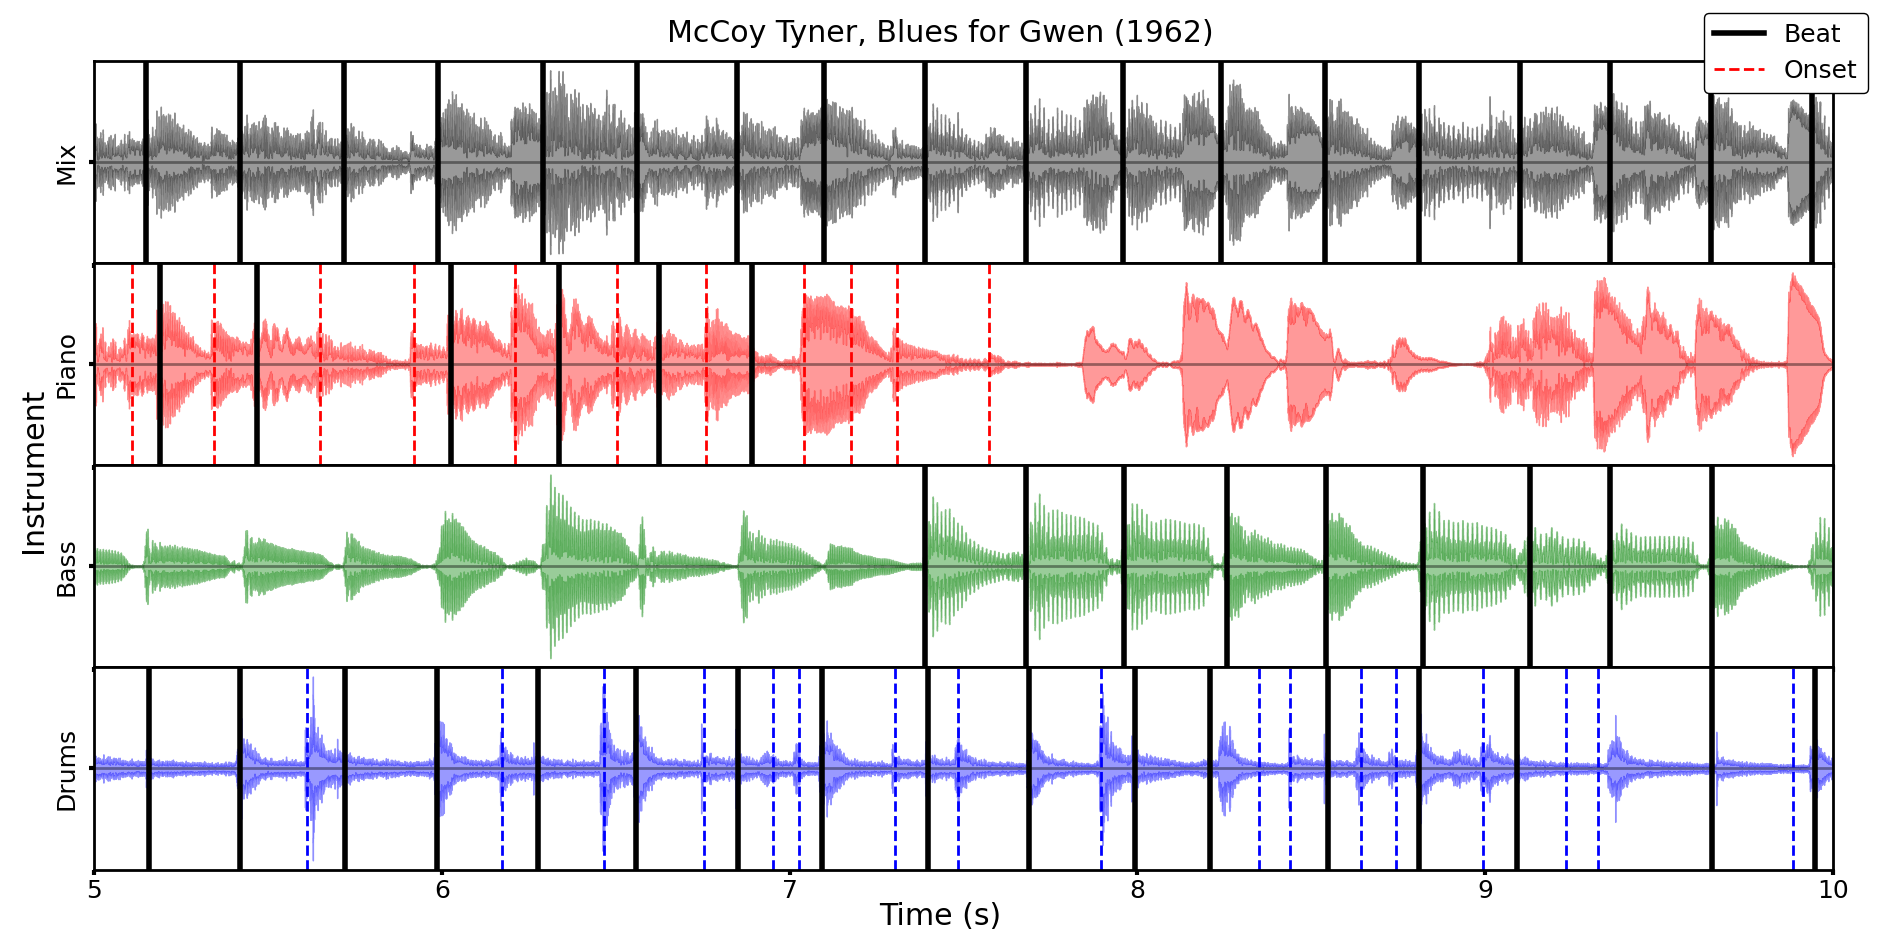 McCoy Tyner, Blues for Gwen (1962)
Beat
Onset
Mix
Piano
Bass
Drums
Instrument
5 6 7 8 9 10
Time (s)